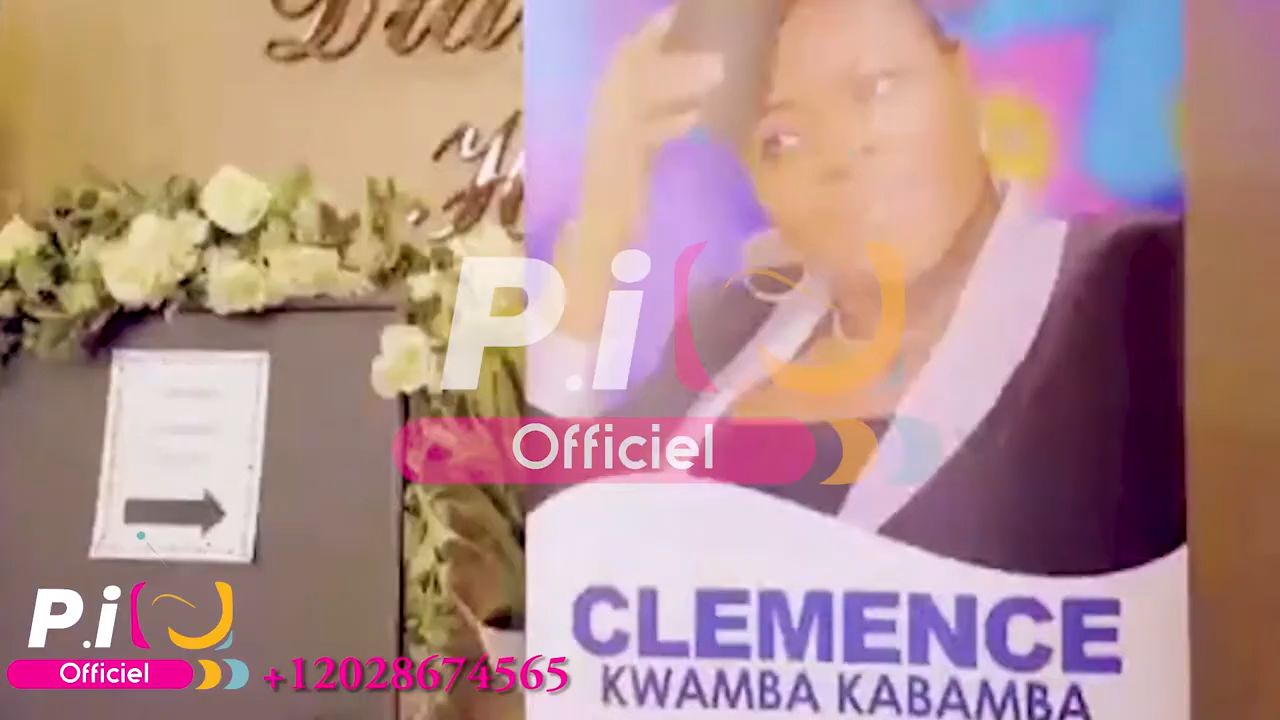 P.i
Officiel
P.i
Officiel
+12028674565
CLEMENCE
KWAMBA KABAMBA